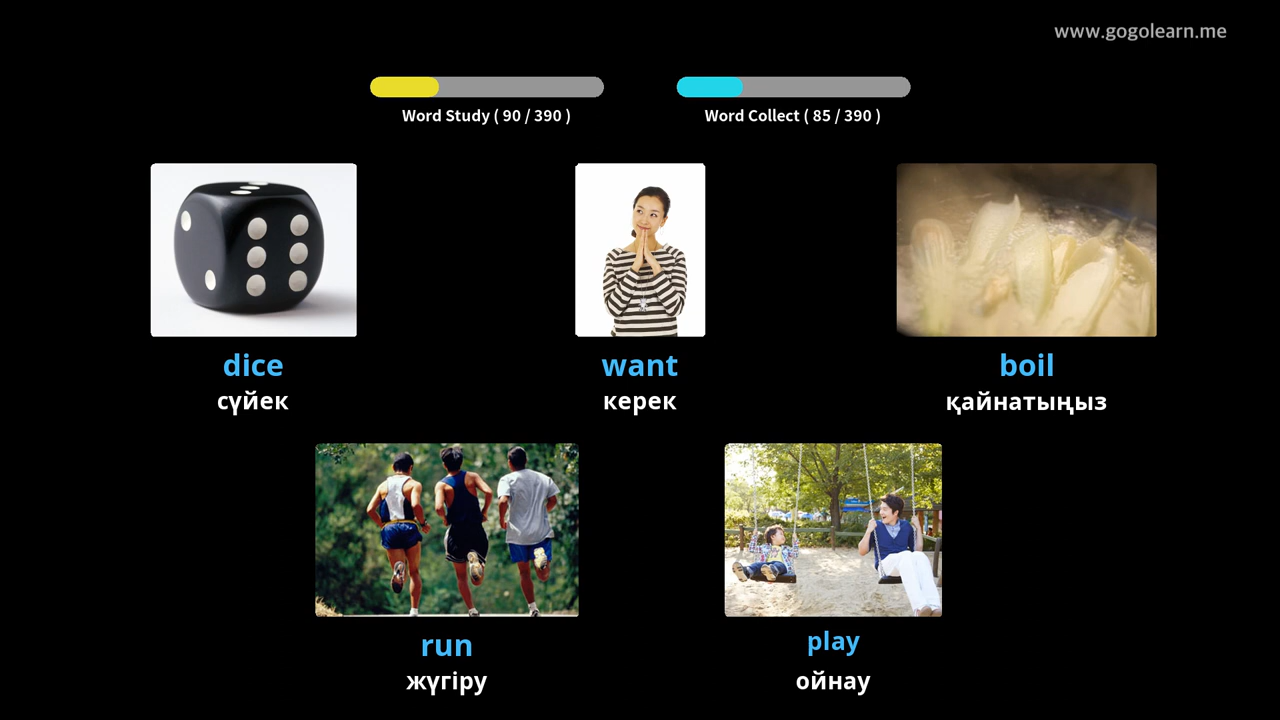 www.gogolearn.me
Word Study ( 90 / 390 )
Word Collect ( 85 / 390 )
dice
сүйек
want
керек
boil
қайнатыңыз
run
жүгіру
play
ойнау